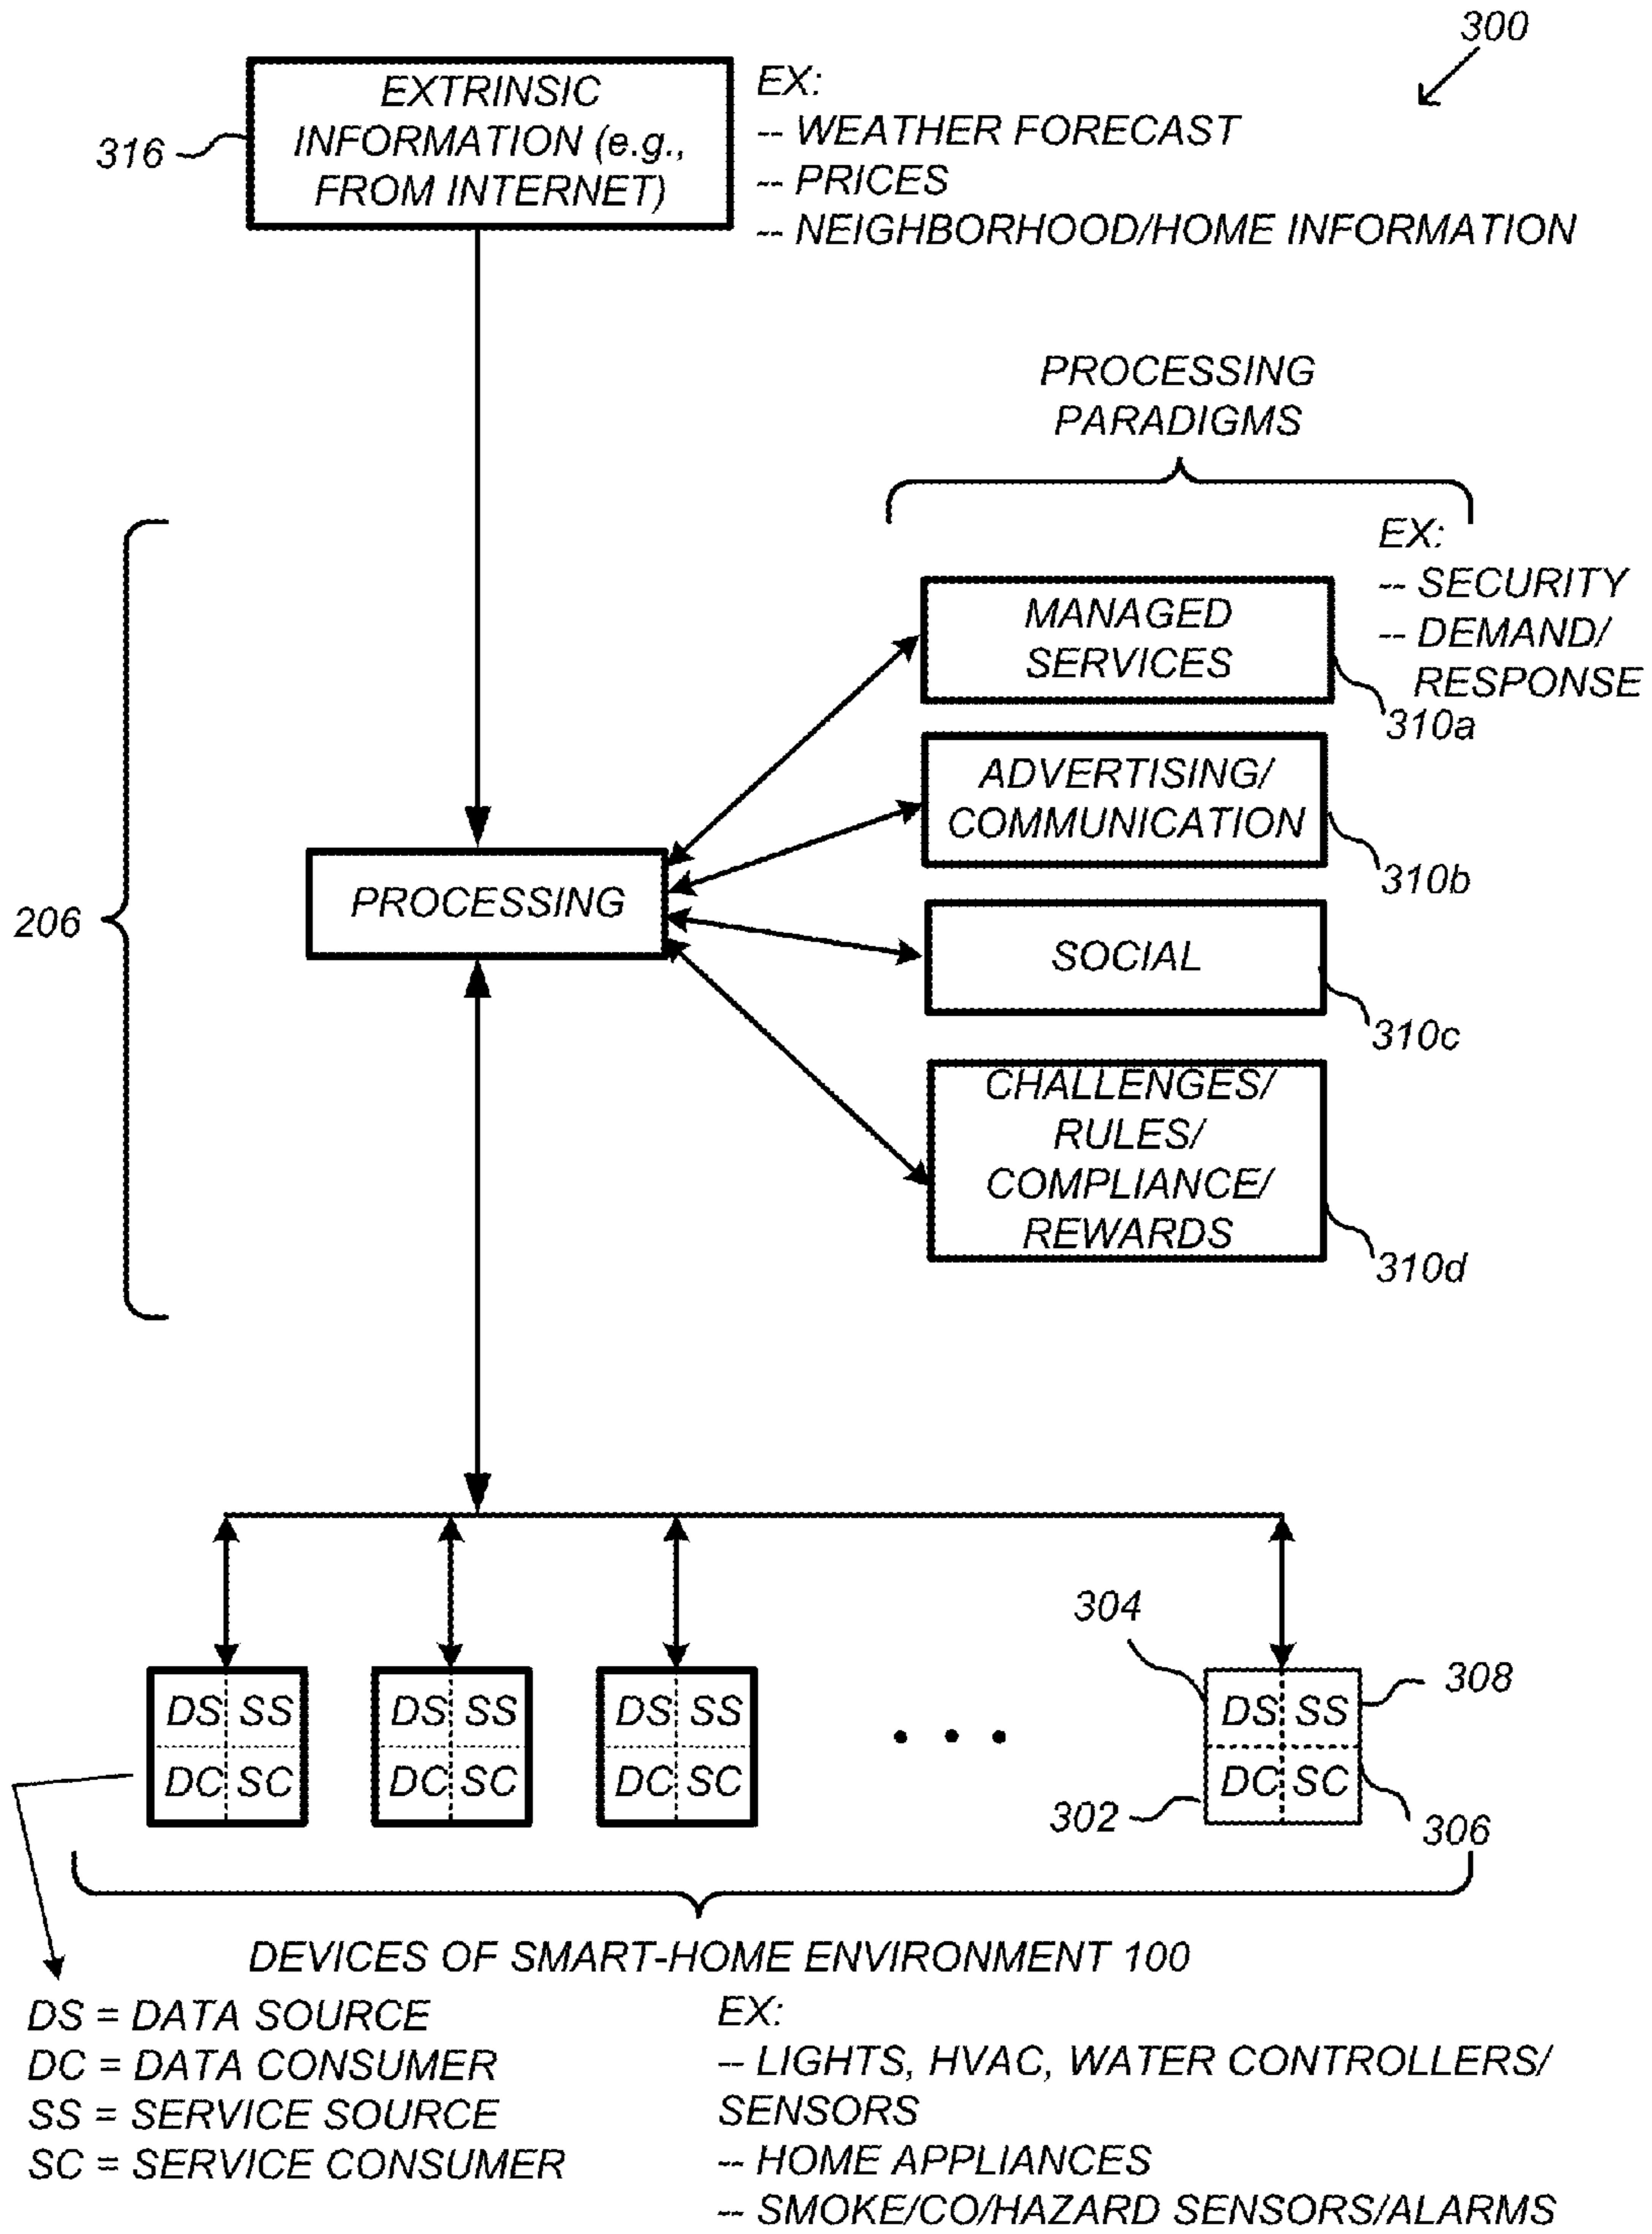 300
EXTRINSIC
INFORMATION (e.g.,
FROM INTERNET)
316
EX:
-- WEATHER FORECAST
-- PRICES
-- NEIGHBORHOOD/HOME INFORMATION
PROCESSING
PARADIGMS
EX:
-- SECURITY
-- DEMAND/
RESPONSE
MANAGED
SERVICES
310a
ADVERTISING/
COMMUNICATION
310b
206
PROCESSING
SOCIAL
310c
CHALLENGES/
RULES/
COMPLIANCE/
REWARDS
310d
304
308
DS SS
DC SC
DS SS
DC SC
DS SS
DC SC
• • •
DS SS
DC SC
302
306
DEVICES OF SMART-HOME ENVIRONMENT 100
DS = DATA SOURCE
DC = DATA CONSUMER
SS = SERVICE SOURCE
SC = SERVICE CONSUMER
EX:
-- LIGHTS, HVAC, WATER CONTROLLERS/
SENSORS
-- HOME APPLIANCES
-- SMOKE/CO/HAZARD SENSORS/ALARMS